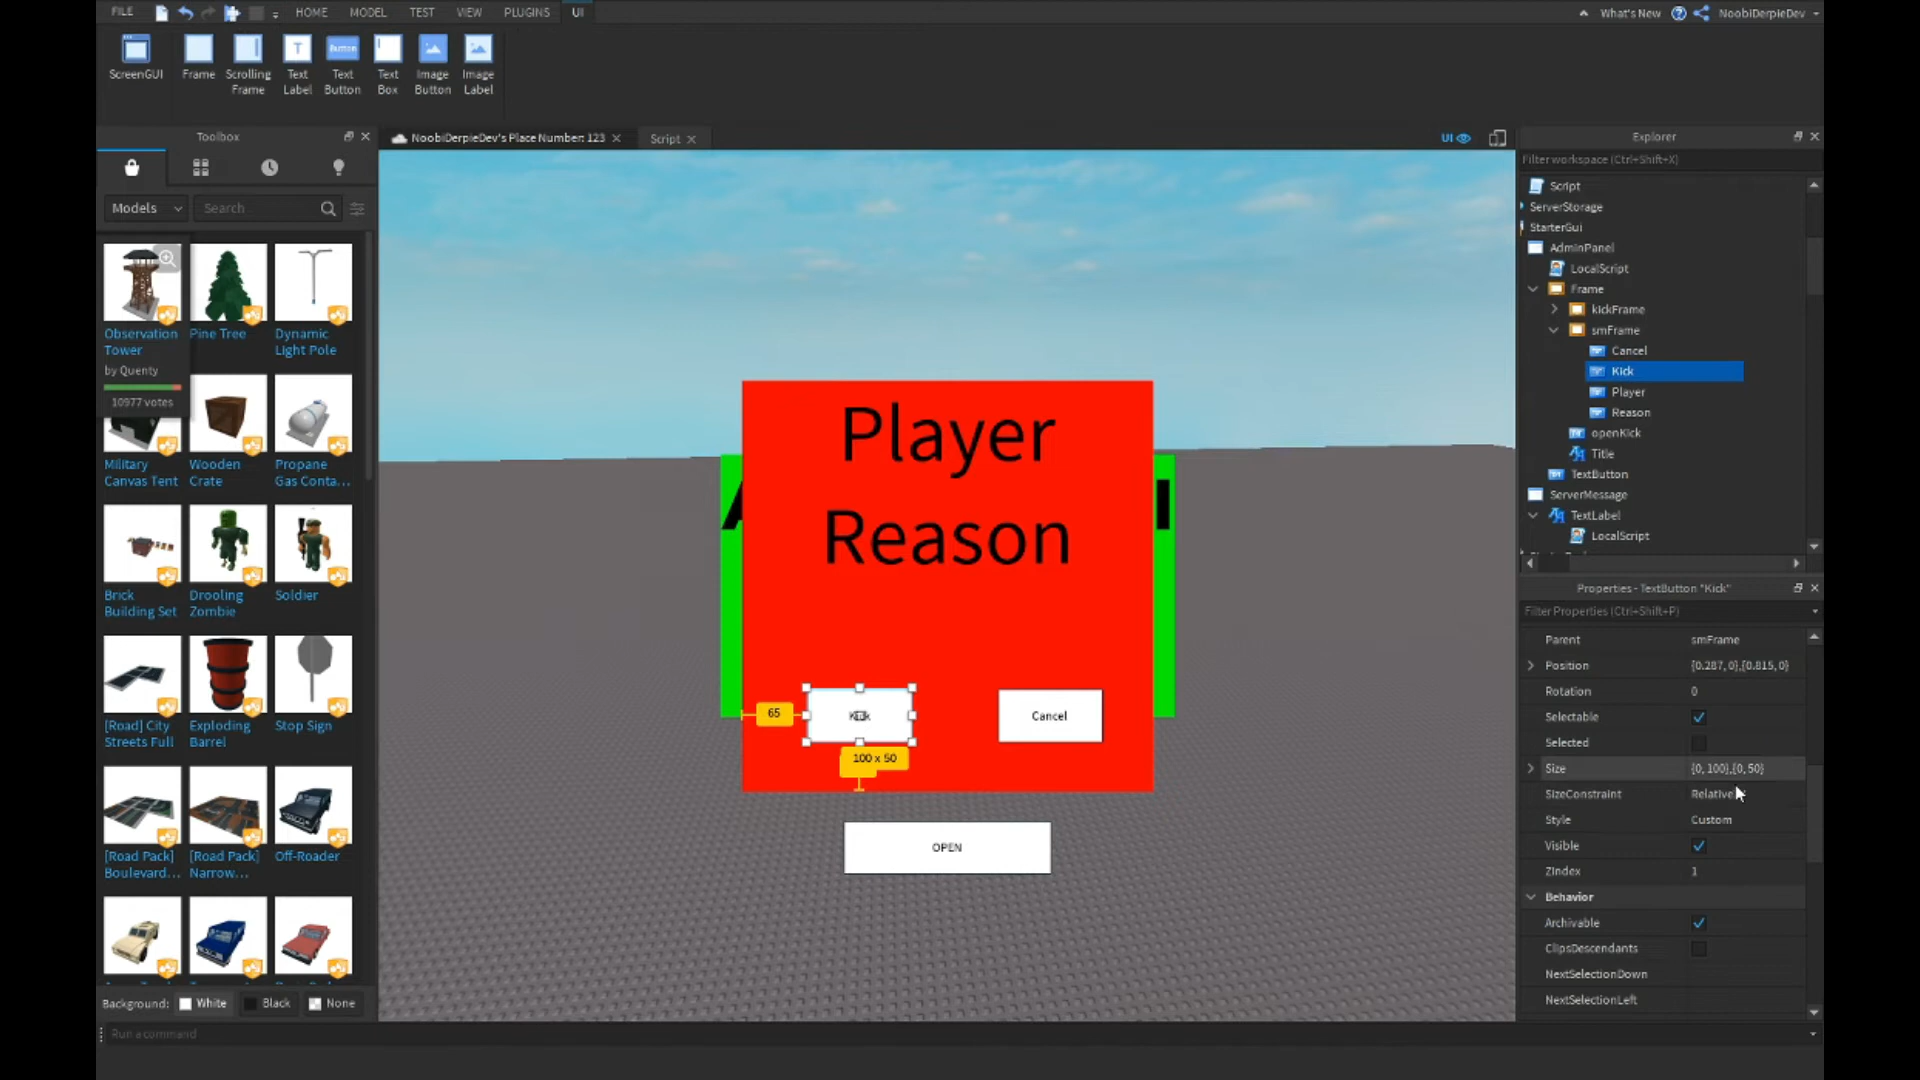 FILE
HOME
MODEL
TEST
VIEW
PLUGINS
UI
What's New
NoobiDerpieDev
ScreenGUI
Frame
Scrolling
Frame
Text
Label
Button
Text
Button
Text
Box
Image
Button
Image
Label
Toolbox
Models
Search
Observation
Tower
by Quenty
10977 votes
Pine Tree
Dynamic
Light Pole
Military
Canvas Tent
Wooden
Crate
Propane
Gas Conta...
Brick
Building Set
Drooling
Zombie
Soldier
[Road] City
Streets Full
Exploding
Barrel
Stop Sign
[Road Pack]
Boulevard...
[Road Pack]
Narrow...
Off-Roader
Background:
White
Black
None
Run a command
NoobiDerpieDev's Place Number: 123
Script
UI
Player
Reason
65
Kick
100 x 50
Cancel
OPEN
Explorer
Filter workspace (Ctrl+Shift+X)
Script
ServerStorage
StarterGui
AdminPanel
LocalScript
Frame
kickFrame
smFrame
Cancel
Kick
Player
Reason
openKick
Title
TextButton
ServerMessage
TextLabel
LocalScript
Properties - TextButton "Kick"
Filter Properties (Ctrl+Shift+P)
Parent smFrame
Position {0.287, 0},{0.815, 0}
Rotation 0
Selectable
Selected
Size {0, 100},{0, 50}
SizeConstraint
Style Custom
Visible
ZIndex 1
Behavior
Archivable
ClipsDescendants
NextSelectionDown
NextSelectionLeft